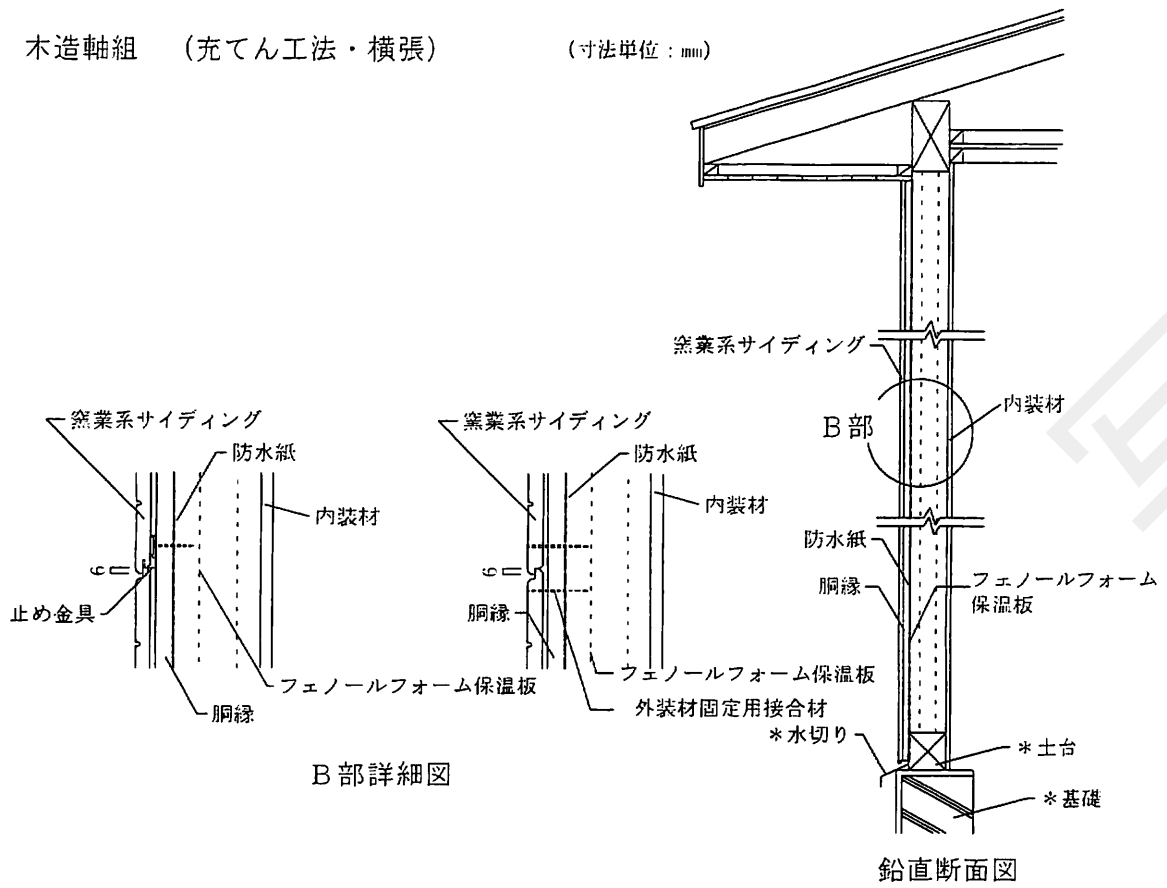 木造軸組 (充てん工法・横張)
(寸法単位:㎜)
窯業系サイディング
B部
内装材
防水紙
胴縁
フェノールフォーム
保温板
*水切り
*土台
*基礎
鉛直断面図
窯業系サイディング
防水紙
内装材
6
止め金具
フェノールフォーム保温板
胴縁
窯業系サイディング
防水紙
内装材
6
胴縁
フェノールフォーム保温板
外装材固定用接合材
B部詳細図
写